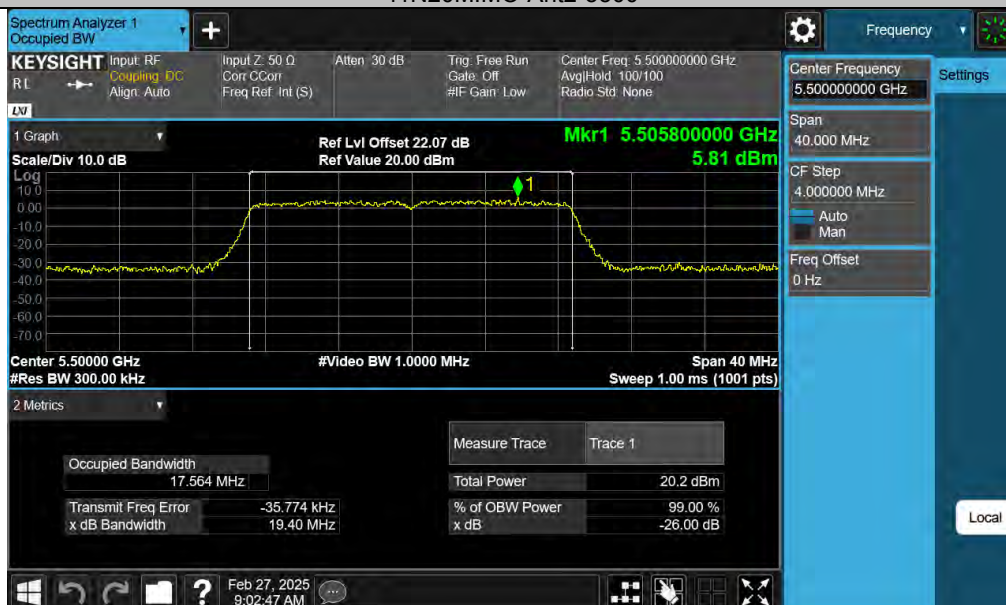 Spectrum Analyzer 1
Occupied BW
+
Frequency
KEYSIGHT
RL
LXI
Input: RF
Coupling: DC
Align: Auto
Input Z: 50 Ω
Corr CCorr
Freq Ref: Int (S)
Atten: 30 dB
Trig: Free Run
Gate: Off
#IF Gain: Low
Center Freq: 5.500000000 GHz
Avg|Hold: 100/100
Radio Std: None
Center Frequency
5.500000000 GHz
Settings
Span
40.000 MHz
CF Step
4.000000 MHz
Auto
Man
Freq Offset
0 Hz
Local
1 Graph
Scale/Div 10.0 dB
Ref Lvl Offset 22.07 dB
Ref Value 20.00 dBm
Mkr1 5.505800000 GHz
5.81 dBm
Log
10.0
0.00
-10.0
-20.0
-30.0
-40.0
-50.0
-60.0
-70.0
1
Center 5.50000 GHz
#Video BW 1.0000 MHz
Span 40 MHz
#Res BW 300.00 kHz
Sweep 1.00 ms (1001 pts)
2 Metrics
Measure Trace Trace 1
Occupied Bandwidth
17.564 MHz
Total Power 20.2 dBm
Transmit Freq Error -35.774 kHz
% of OBW Power 99.00 %
x dB Bandwidth 19.40 MHz
x dB -26.00 dB
?
Feb 27, 2025
9:02:47 AM